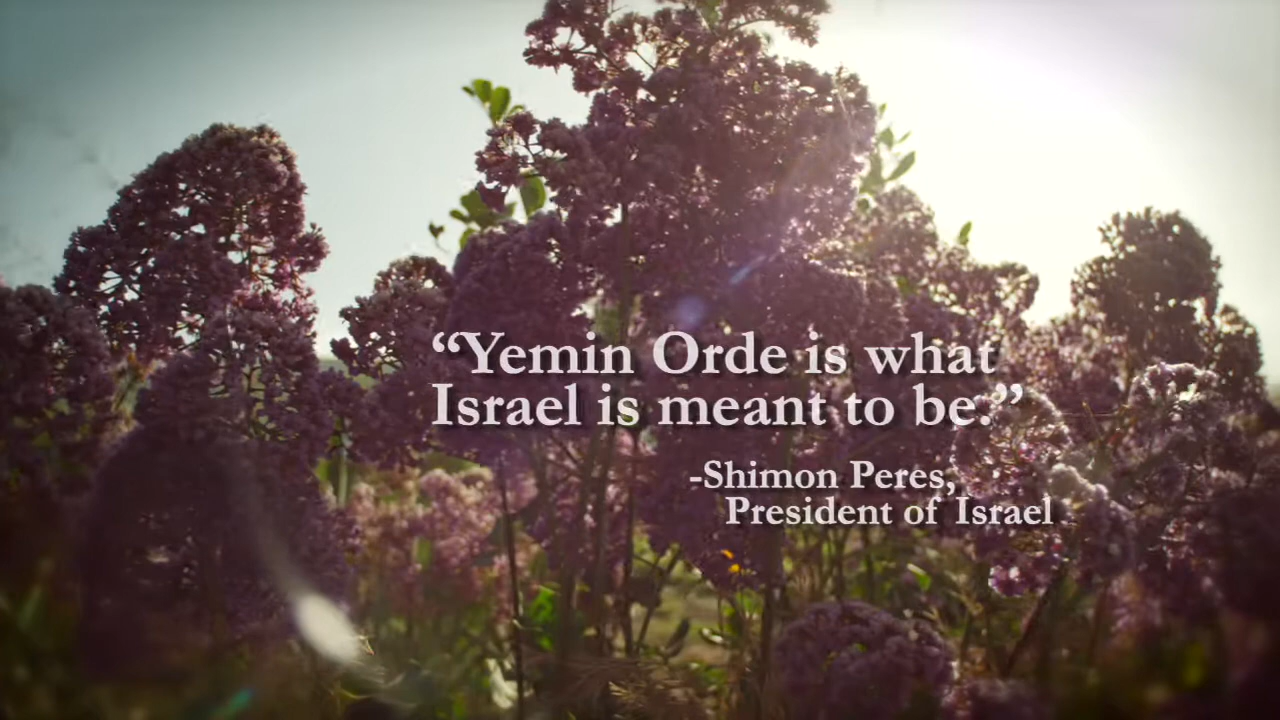 “Yemin Orde is what
Israel is meant to be.”
-Shimon Peres,
President of Israel